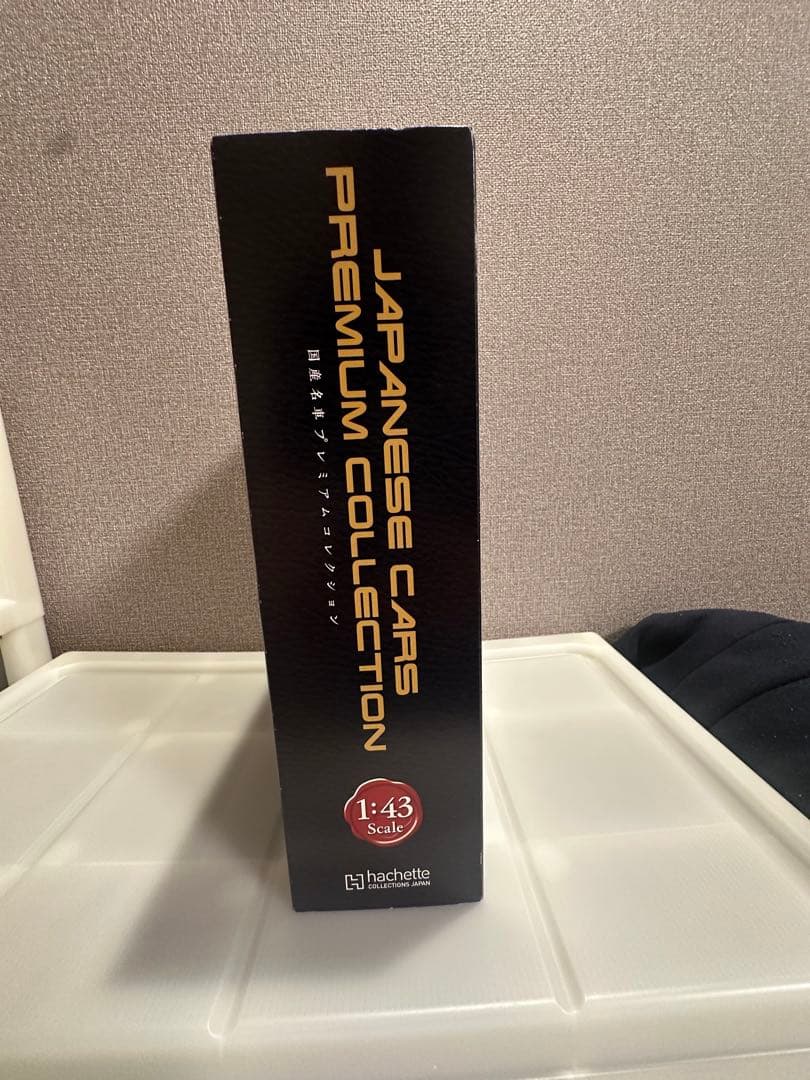 JAPANESE CARS
PREMIUM COLLECTION
国産名車プレミアムコレクション
1:43
Scale
hachette
COLLECTIONS JAPAN